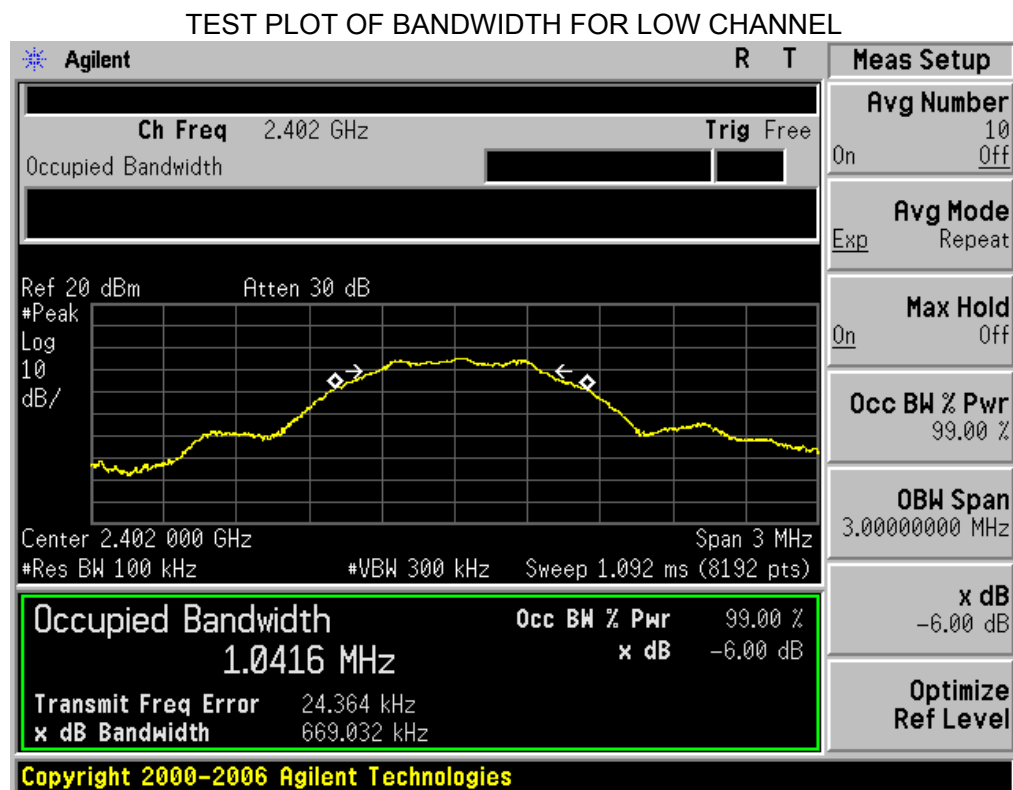 TEST PLOT OF BANDWIDTH FOR LOW CHANNEL
Agilent R T
Ch Freq 2.402 GHz Trig Free
Occupied Bandwidth
Ref 20 dBm Atten 30 dB
#Peak
Log
10
dB/
Center 2.402 000 GHz Span 3 MHz
#Res BW 100 kHz #VBW 300 kHz Sweep 1.092 ms (8192 pts)
Occupied Bandwidth Occ BW % Pwr 99.00 %
1.0416 MHz x dB -6.00 dB
Transmit Freq Error 24.364 kHz
x dB Bandwidth 669.032 kHz
Copyright 2000-2006 Agilent Technologies
Meas Setup
Avg Number
10
On Off
Avg Mode
Exp Repeat
Max Hold
On Off
Occ BW % Pwr
99.00 %
OBW Span
3.00000000 MHz
x dB
-6.00 dB
Optimize
Ref Level